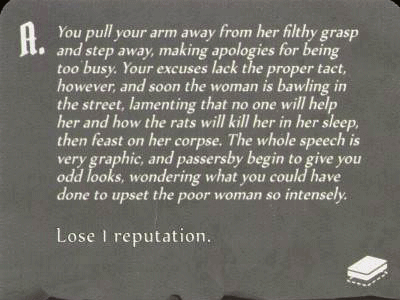 A.
You pull your arm away from her filthy grasp
and step away, making apologies for being
too busy. Your excuses lack the proper tact,
however, and soon the woman is bawling in
the street, lamenting that no one will help
her and how the rats will kill her in her sleep,
then feast on her corpse. The whole speech is
very graphic, and passersby begin to give you
odd looks, wondering what you could have
done to upset the poor woman so intensely.
Lose 1 reputation.